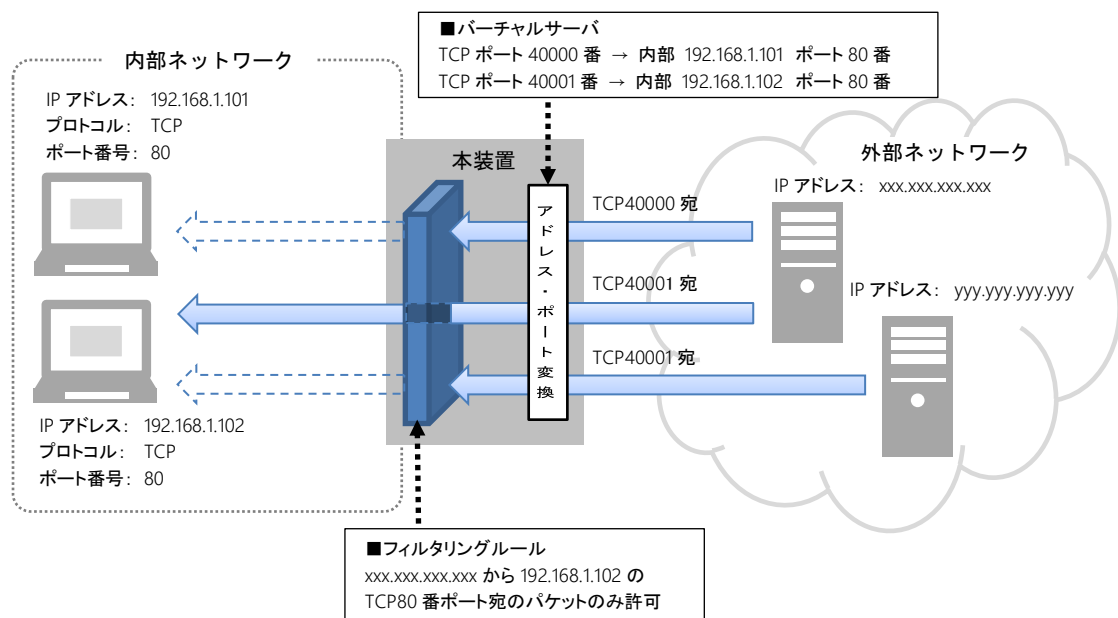 ■バーチャルサーバ
TCP ポート 40000 番 → 内部 192.168.1.101 ポート 80 番
TCP ポート 40001 番 → 内部 192.168.1.102 ポート 80 番
内部ネットワーク
IP アドレス: 192.168.1.101
プロトコル: TCP
ポート番号: 80
本装置
アドレス・ポート変換
外部ネットワーク
IP アドレス: xxx.xxx.xxx.xxx
TCP40000 宛
TCP40001 宛
IP アドレス: yyy.yyy.yyy.yyy
TCP40001 宛
IP アドレス: 192.168.1.102
プロトコル: TCP
ポート番号: 80
■フィルタリングルール
xxx.xxx.xxx.xxx から 192.168.1.102 の
TCP80 番ポート宛のパケットのみ許可